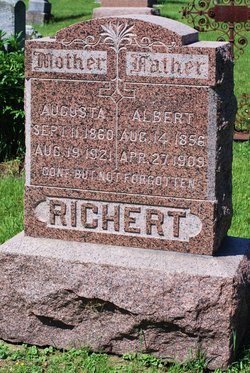 Mother Father
AUGUSTA ALBERT
SEPT. 11. 1860 AUG. 14. 1856
AUG. 19. 1921 APR. 27. 1909
GONE BUT NOT FORGOTTEN
RICHERT